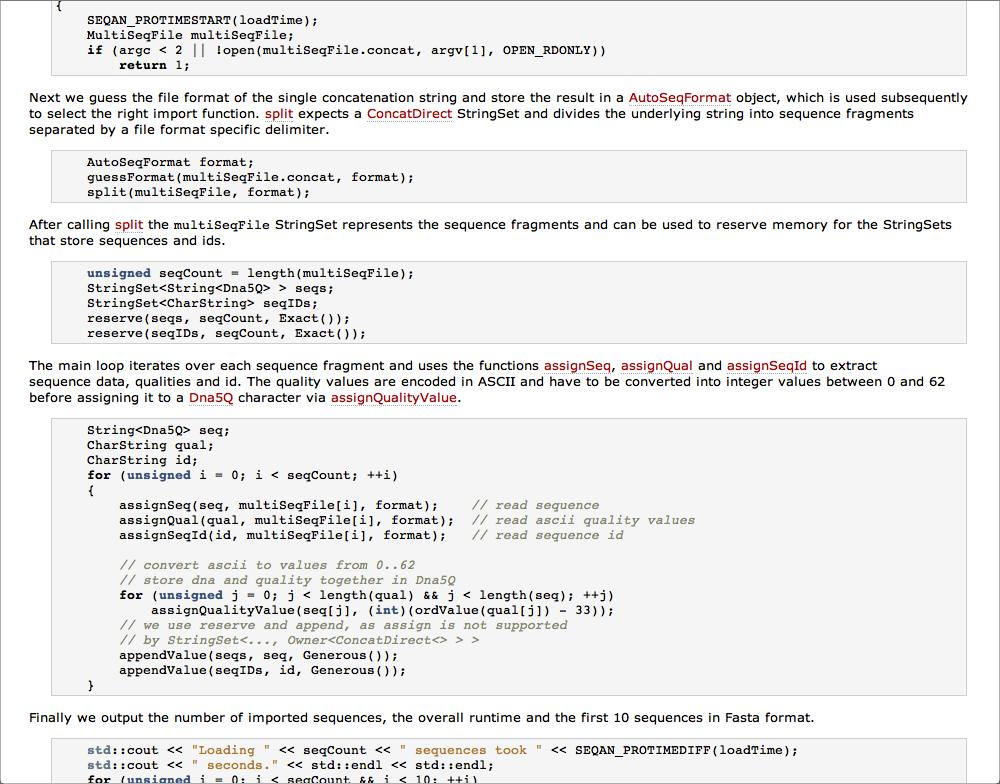 {
SEQAN_PROTIMESTART(loadTime);
MultiSeqFile multiSeqFile;
if (argc < 2 || !open(multiSeqFile.concat, argv[1], OPEN_RDONLY))
return 1;
Next we guess the file format of the single concatenation string and store the result in a AutoSeqFormat object, which is used subsequently
to select the right import function. split expects a ConcatDirect StringSet and divides the underlying string into sequence fragments
separated by a file format specific delimiter.
AutoSeqFormat format;
guessFormat(multiSeqFile.concat, format);
split(multiSeqFile, format);
After calling split the multiSeqFile StringSet represents the sequence fragments and can be used to reserve memory for the StringSets
that store sequences and ids.
unsigned seqCount = length(multiSeqFile);
StringSet<String<Dna5Q> > seqs;
StringSet<CharString> seqIDs;
reserve(seqs, seqCount, Exact());
reserve(seqIDs, seqCount, Exact());
The main loop iterates over each sequence fragment and uses the functions assignSeq, assignQual and assignSeqId to extract
sequence data, qualities and id. The quality values are encoded in ASCII and have to be converted into integer values between 0 and 62
before assigning it to a Dna5Q character via assignQualityValue.
String<Dna5Q> seq;
CharString qual;
CharString id;
for (unsigned i = 0; i < seqCount; ++i)
{
assignSeq(seq, multiSeqFile[i], format);    // read sequence
assignQual(qual, multiSeqFile[i], format);  // read ascii quality values
assignSeqId(id, multiSeqFile[i], format);   // read sequence id
// convert ascii to values from 0..62
// store dna and quality together in Dna5Q
for (unsigned j = 0; j < length(qual) && j < length(seq); ++j)
assignQualityValue(seq[j], (int)(ordValue(qual[j]) - 33));
// we use reserve and append, as assign is not supported
// by StringSet<..., Owner<ConcatDirect<> > >
appendValue(seqs, seq, Generous());
appendValue(seqIDs, id, Generous());
}
Finally we output the number of imported sequences, the overall runtime and the first 10 sequences in Fasta format.
std::cout << "Loading " << seqCount << " sequences took " << SEQAN_PROTIMEDIFF(loadTime);
std::cout << " seconds." << std::endl << std::endl;
for (unsigned i = 0; i < seqCount && i < 10; ++i)